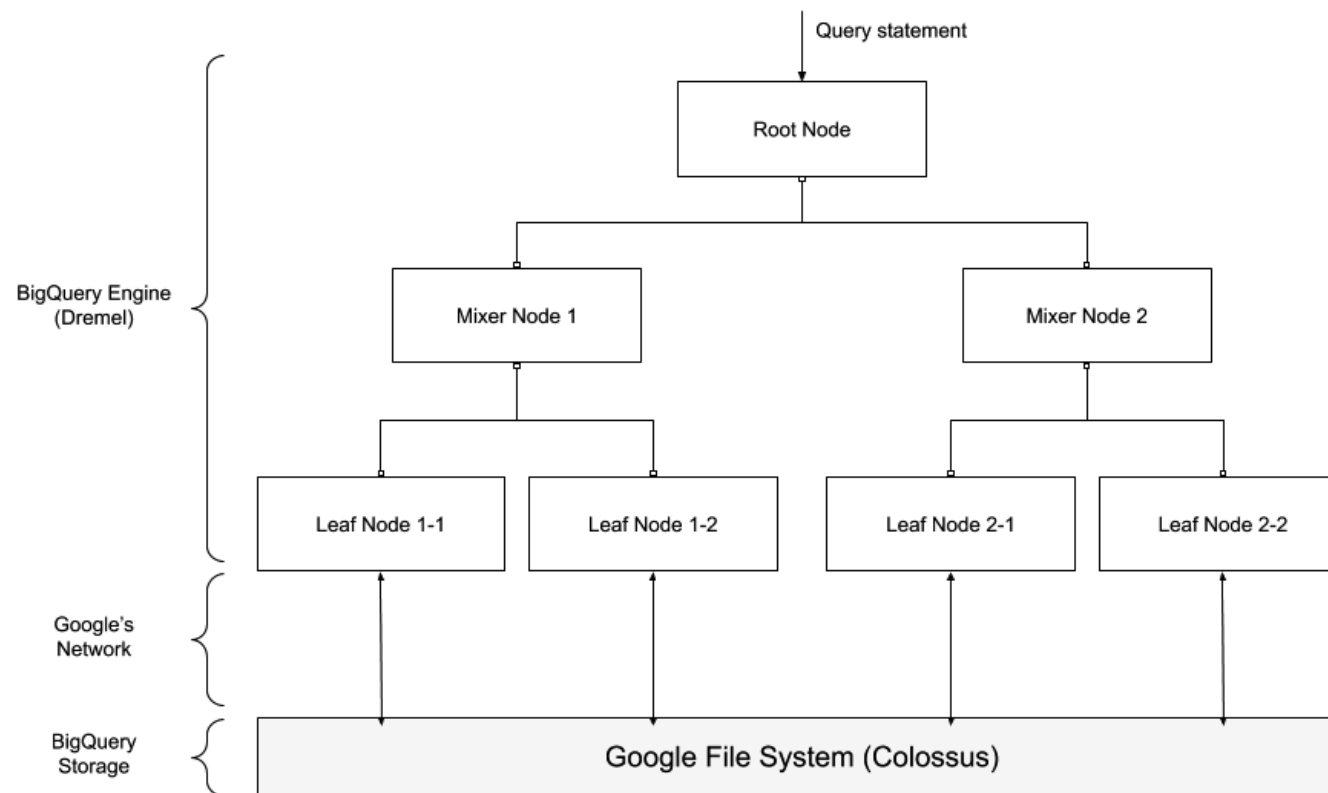 Query statement
Root Node
BigQuery Engine
(Dremel)
Mixer Node 1
Mixer Node 2
Leaf Node 1-1
Leaf Node 1-2
Leaf Node 2-1
Leaf Node 2-2
Google's
Network
BigQuery
Storage
Google File System (Colossus)